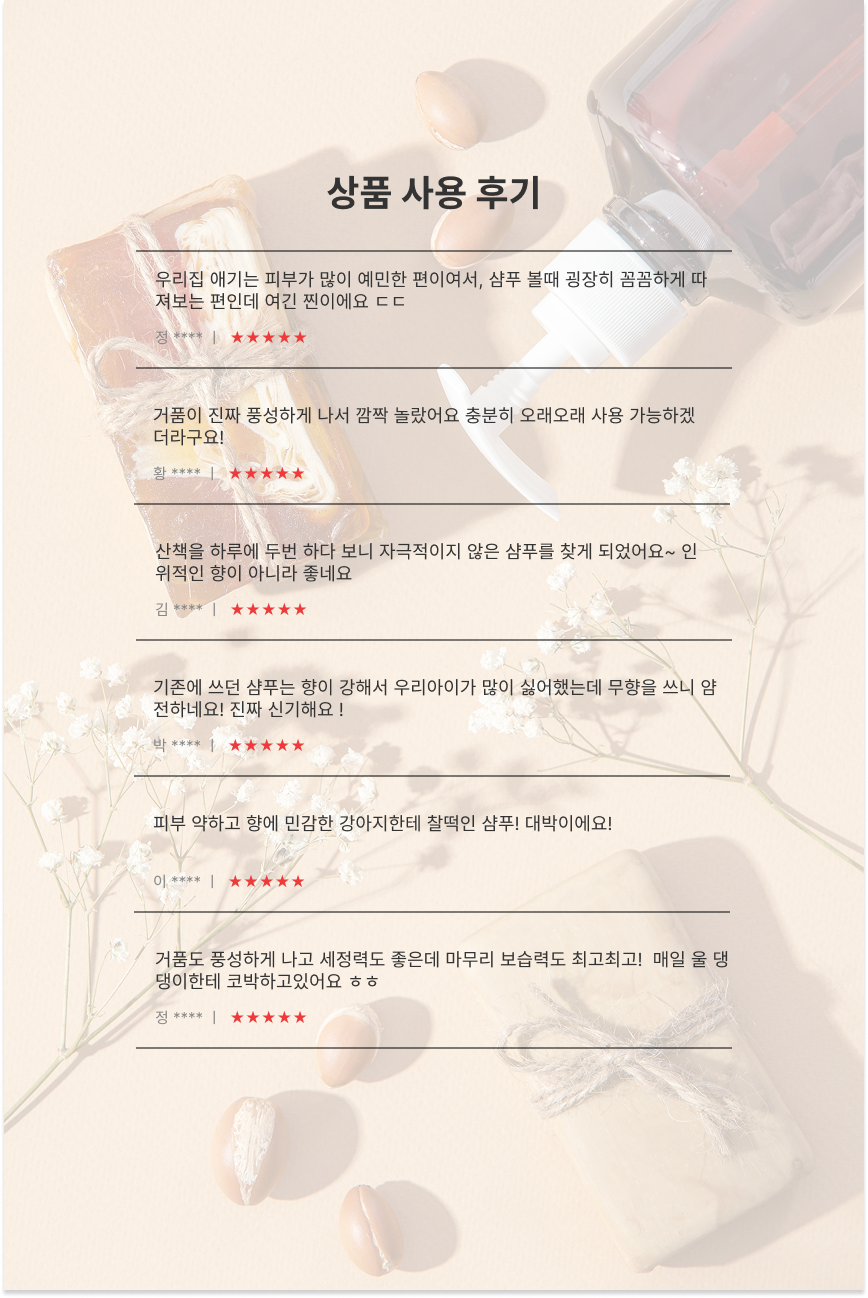 상품 사용 후기
우리집 애기는 피부가 많이 예민한 편이여서, 샴푸 볼때 굉장히 꼼꼼하게 따
져보는 편인데 여긴 찐이에요 ㄷㄷ
정 **** | ★★★★★
거품이 진짜 풍성하게 나서 깜짝 놀랐어요 충분히 오래오래 사용 가능하겠
더라구요!
황 **** | ★★★★★
산책을 하루에 두번 하다 보니 자극적이지 않은 샴푸를 찾게 되었어요~ 인
위적인 향이 아니라 좋네요
김 **** | ★★★★★
기존에 쓰던 샴푸는 향이 강해서 우리아이가 많이 싫어했는데 무향을 쓰니 얌
전하네요! 진짜 신기해요 !
박 **** | ★★★★★
피부 약하고 향에 민감한 강아지한테 찰떡인 샴푸! 대박이에요!
이 **** | ★★★★★
거품도 풍성하게 나고 세정력도 좋은데 마무리 보습력도 최고최고!  매일 울 댕
댕이한테 코박하고있어요 ㅎㅎ
정 **** | ★★★★★